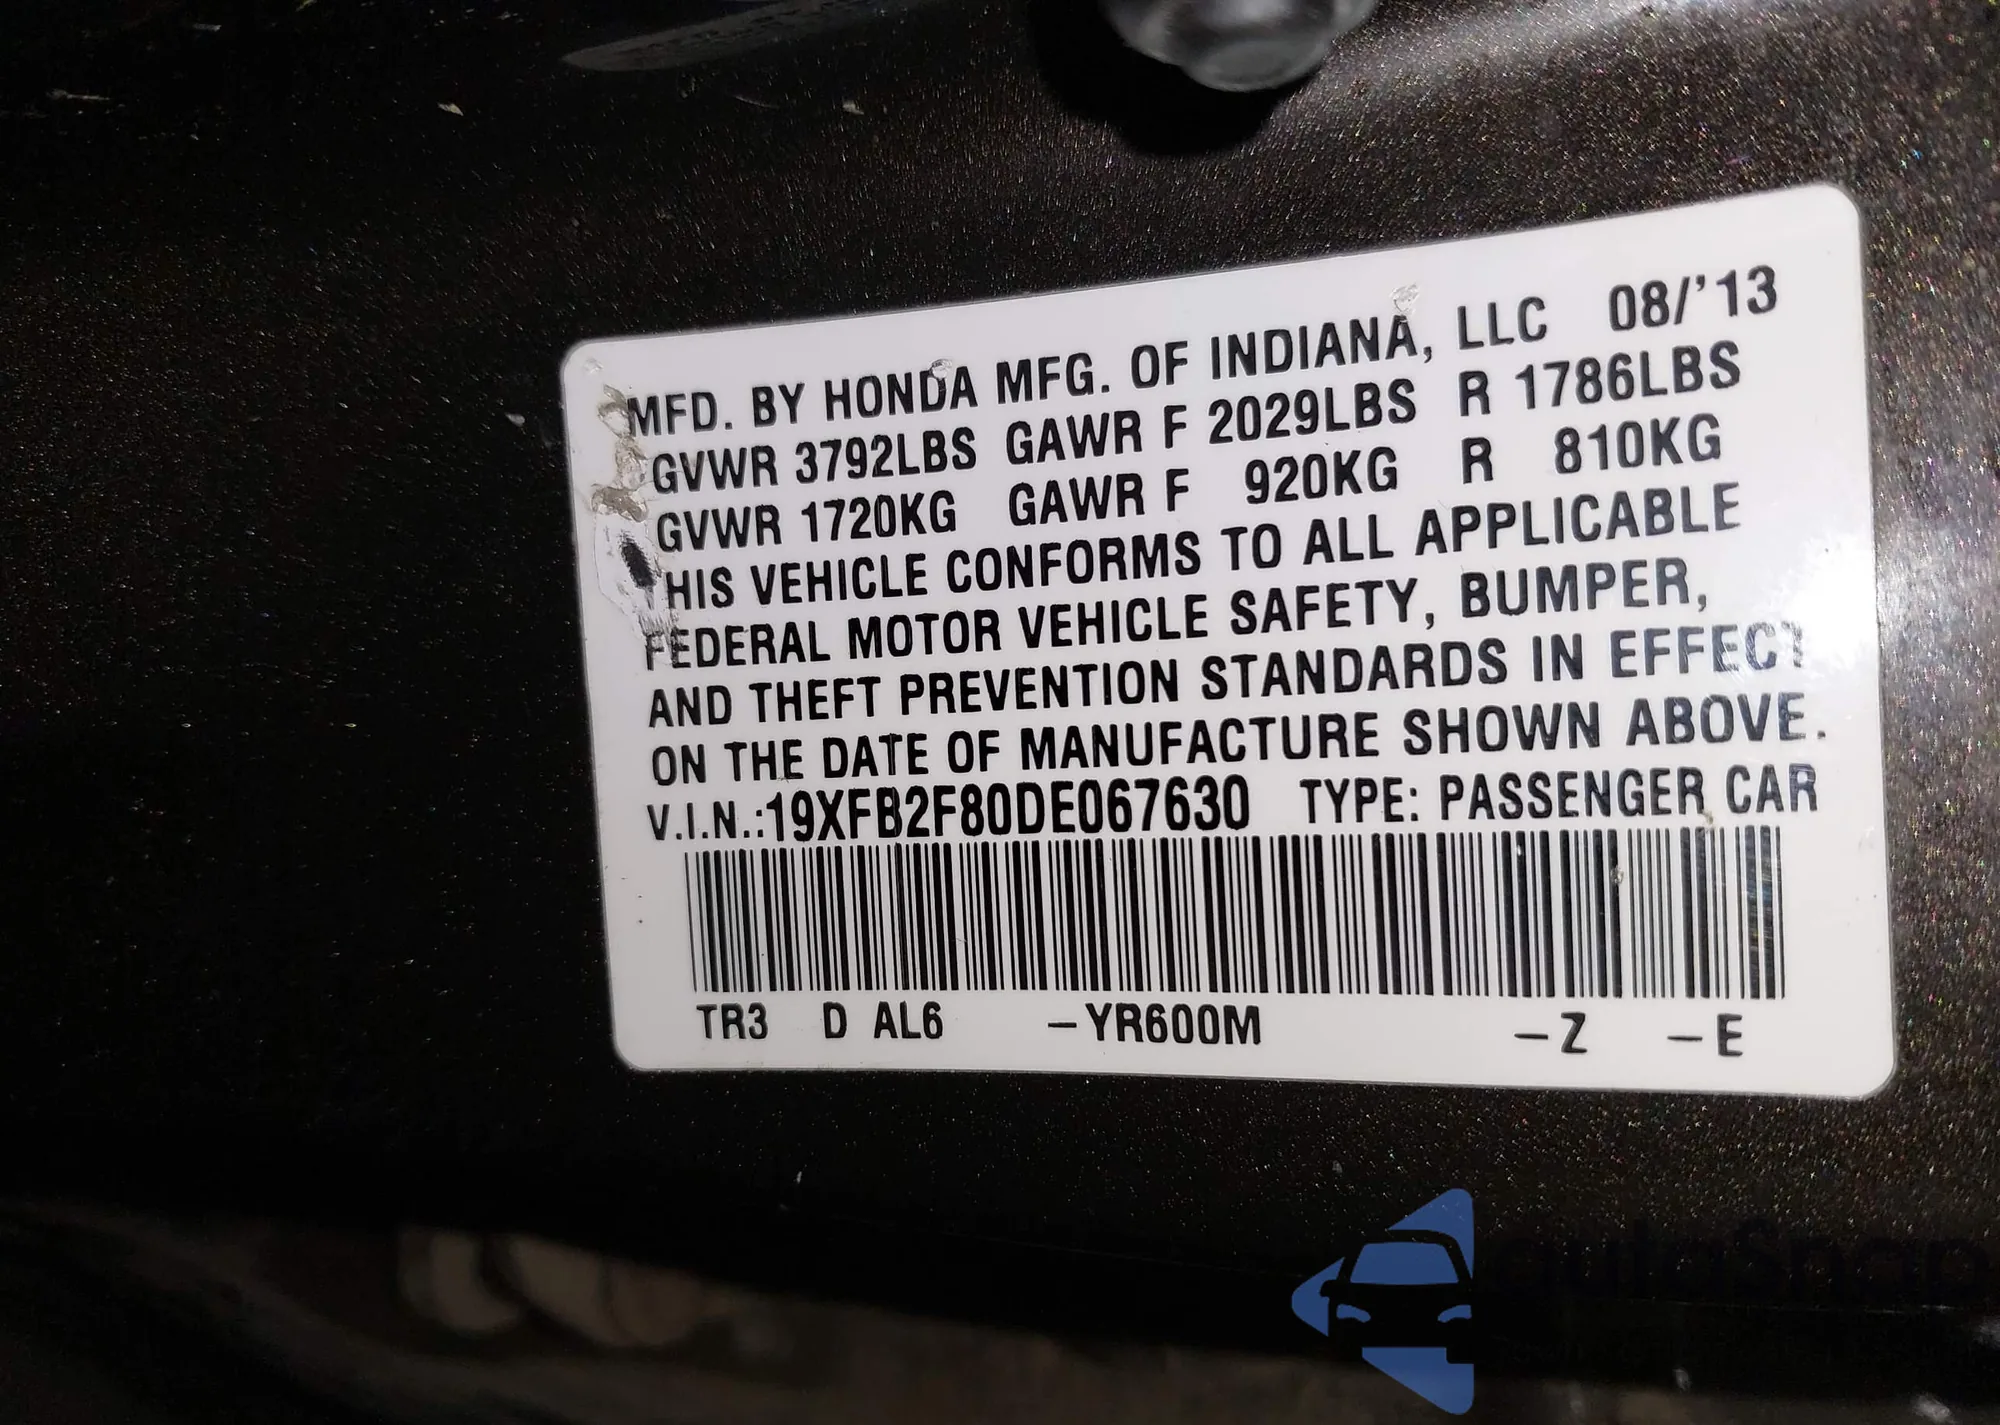 MFD. BY HONDA MFG. OF INDIANA, LLC 08/'13
GVWR 3792LBS GAWR F 2029LBS R 1786LBS
GVWR 1720KG GAWR F 920KG R 810KG
THIS VEHICLE CONFORMS TO ALL APPLICABLE
FEDERAL MOTOR VEHICLE SAFETY, BUMPER,
AND THEFT PREVENTION STANDARDS IN EFFECT
ON THE DATE OF MANUFACTURE SHOWN ABOVE.
V.I.N.:19XFB2F80DE067630 TYPE: PASSENGER CAR
TR3 D AL6 –YR600M –Z –E
autoSnap